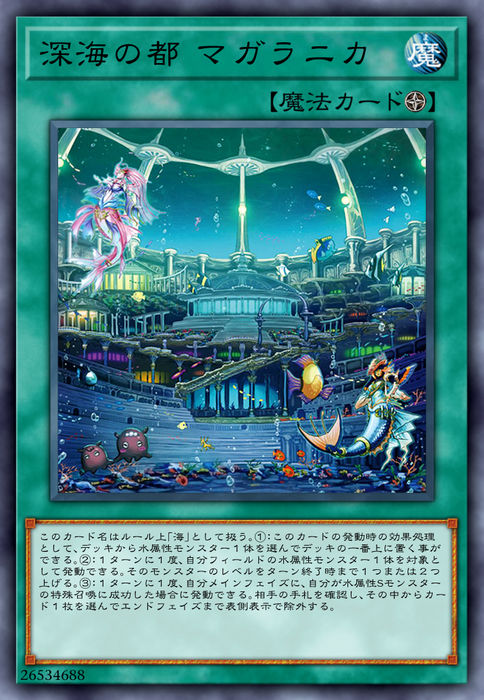 深海の都 マガラニカ
魔
【魔法カード】
このカード名はルール上「海」として扱う。①:このカードの発動時の効果処理
として、デッキから水属性モンスター1体を選んでデッキの一番上に置く事が
できる。②:1ターンに1度、自分フィールドの水属性モンスター1体を対象と
して発動できる。そのモンスターのレベルをターン終了時まで1つまたは2つ
上げる。③:1ターンに1度、自分メインフェイズに、自分が水属性Sモンスター
の特殊召喚に成功した場合に発動できる。相手の手札を確認し、その中からカー
ド1枚を選んでエンドフェイズまで表側表示で除外する。
26534688